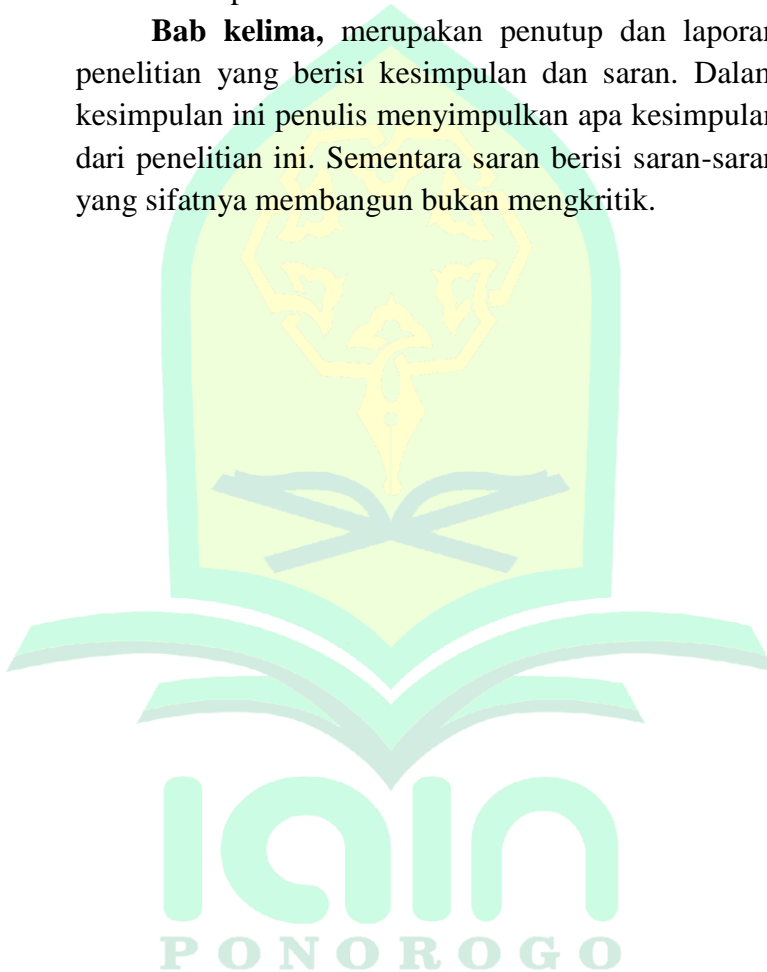 Bab kelima, merupakan penutup dan laporan
penelitian yang berisi kesimpulan dan saran. Dalam
kesimpulan ini penulis menyimpulkan apa kesimpulan
dari penelitian ini. Sementara saran berisi saran-saran
yang sifatnya membangun bukan mengkritik.
iain
PONOROGO